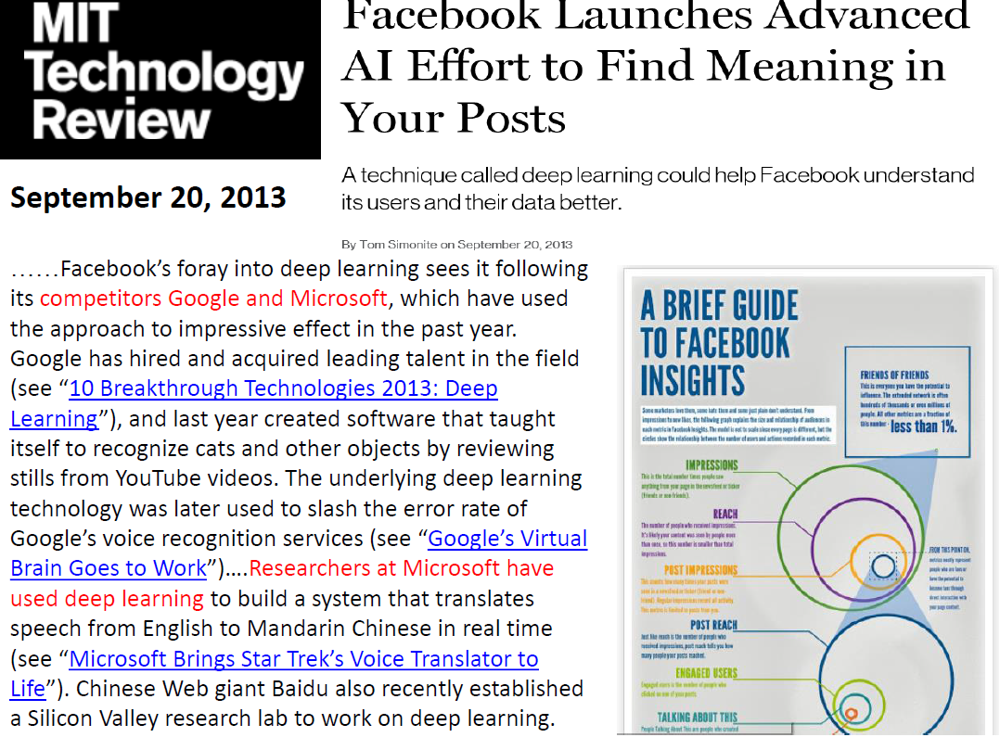 MIT
Technology
Review
Facebook Launches Advanced
AI Effort to Find Meaning in
Your Posts
A technique called deep learning could help Facebook understand
its users and their data better.
By Tom Simonite on September 20, 2013
September 20, 2013
……Facebook’s foray into deep learning sees it following
its competitors Google and Microsoft, which have used
the approach to impressive effect in the past year.
Google has hired and acquired leading talent in the field
(see “10 Breakthrough Technologies 2013: Deep
Learning”), and last year created software that taught
itself to recognize cats and other objects by reviewing
stills from YouTube videos. The underlying deep learning
technology was later used to slash the error rate of
Google’s voice recognition services (see “Google’s Virtual
Brain Goes to Work”)….Researchers at Microsoft have
used deep learning to build a system that translates
speech from English to Mandarin Chinese in real time
(see “Microsoft Brings Star Trek’s Voice Translator to
Life”). Chinese Web giant Baidu also recently established
a Silicon Valley research lab to work on deep learning.
A BRIEF GUIDE
TO FACEBOOK
INSIGHTS
Some marketers love them, some hate them and some just plain don't understand. From
impressions to new likes, the following graph explains the size and relationship of audiences in
each metric in Facebook Insights. The model is not to scale since every page is different, but the
circles show the relationship between the number of users and actions recorded in each metric.
FRIENDS OF FRIENDS
This is everyone you have the potential to
influence. The extended network is often
hundreds of thousands or even millions of
people. All other metrics are a fraction of
this number - less than 1%.
IMPRESSIONS
This is the total number times people saw
anything from your page in the newsfeed or ticker
(friends or non-friends).
REACH
The number of people who received impressions.
It's likely your content was seen by people more
than once, so this number is smaller than total
impressions.
POST IMPRESSIONS
This counts how many times your posts were
seen in a newsfeed or ticker (friend or non-
friend). Regular impressions record all activity.
This metric is limited to posts from you.
FROM THIS POINT ON,
metrics mostly represent
people who are fans or
have the potential to
become fans through
direct interaction with
your page content.
POST REACH
Just like reach is the number of people who
received impressions, post reach tells you how
many people your posts reached.
ENGAGED USERS
Engaged users is the number of people who
clicked on one of your posts.
TALKING ABOUT THIS
People Talking About This are people who created